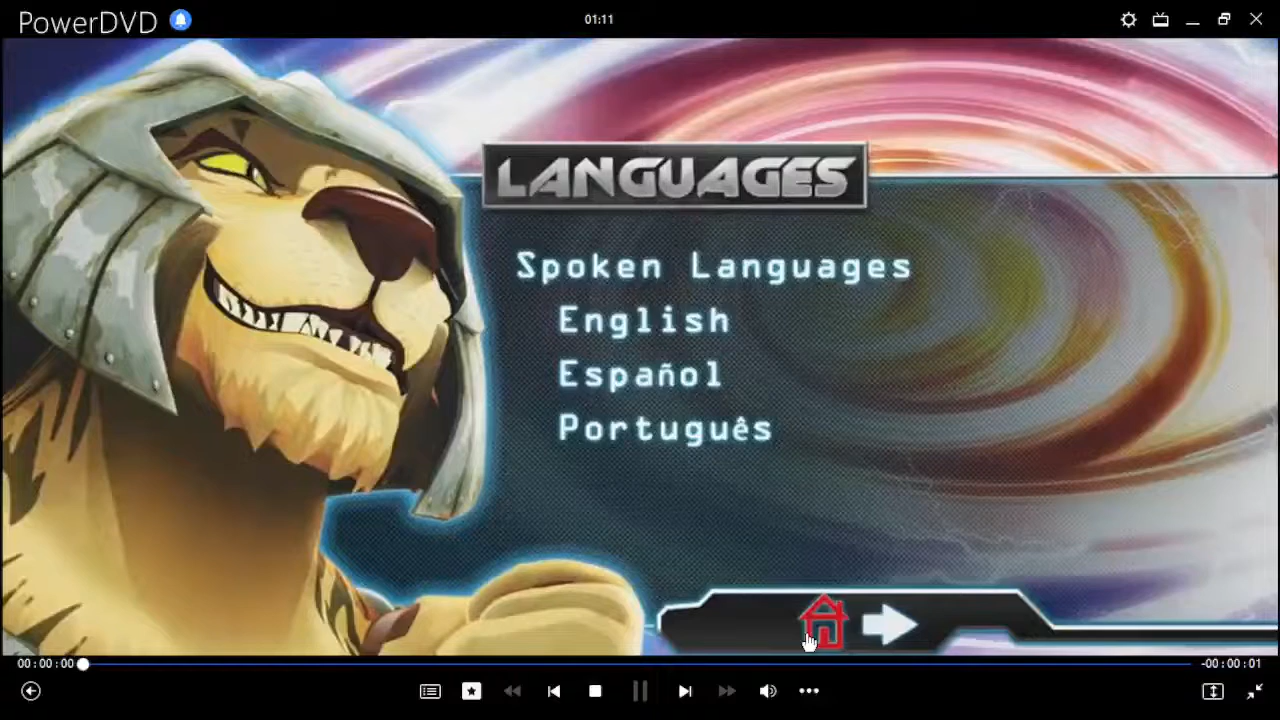 PowerDVD
01:11
LANGUAGES
Spoken Languages
English
Español
Português
00:00:00
-00:00:01